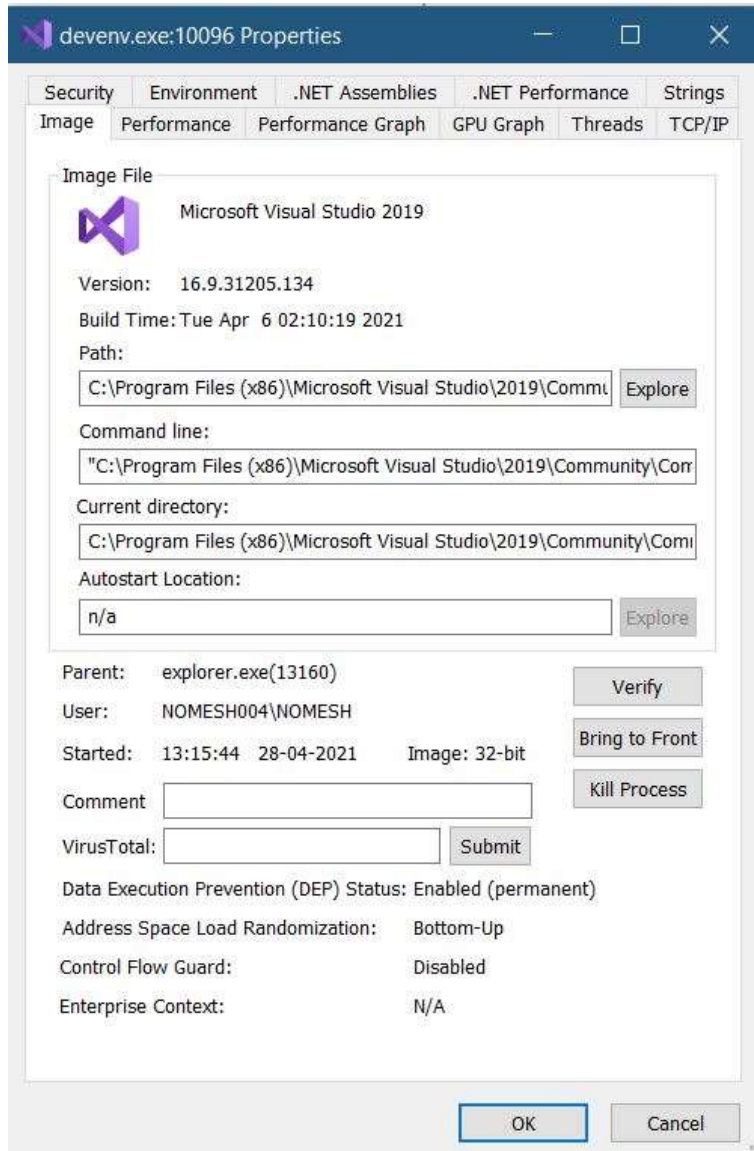 devenv.exe:10096 Properties
Security Environment .NET Assemblies .NET Performance Strings
Image Performance Performance Graph GPU Graph Threads TCP/IP
Image File
Microsoft Visual Studio 2019
Version: 16.9.31205.134
Build Time: Tue Apr 6 02:10:19 2021
Path:
C:\Program Files (x86)\Microsoft Visual Studio\2019\Commu Explore
Command line:
"C:\Program Files (x86)\Microsoft Visual Studio\2019\Community\Com
Current directory:
C:\Program Files (x86)\Microsoft Visual Studio\2019\Community\Comm
Autostart Location:
n/a Explore
Parent: explorer.exe(13160)
Verify
User: NOMESH004\NOMESH
Bring to Front
Started: 13:15:44 28-04-2021 Image: 32-bit
Kill Process
Comment
VirusTotal: Submit
Data Execution Prevention (DEP) Status: Enabled (permanent)
Address Space Load Randomization: Bottom-Up
Control Flow Guard: Disabled
Enterprise Context: N/A
OK Cancel